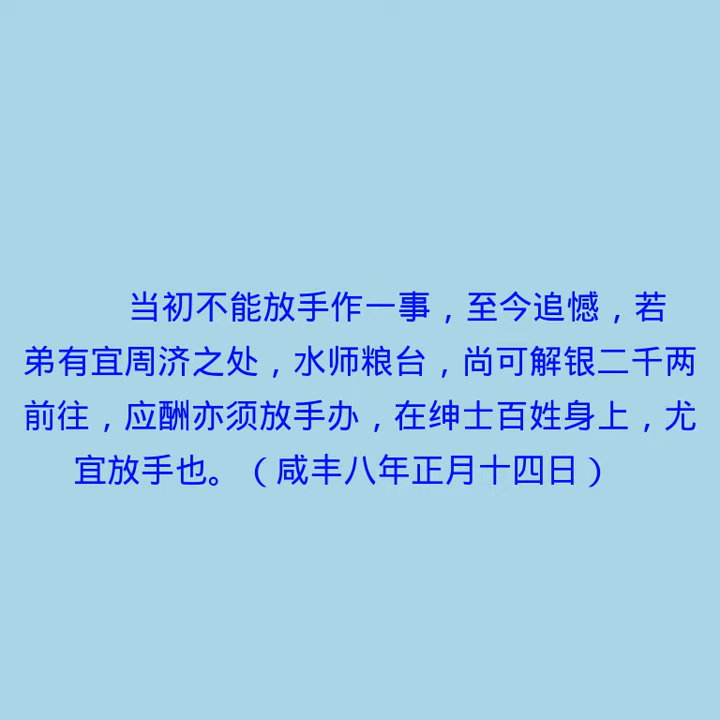 当初不能放手作一事，至今追憾，若
弟有宜周济之处，水师粮台，尚可解银二千两
前往，应酬亦须放手办，在绅士百姓身上，尤
宜放手也。（咸丰八年正月十四日）